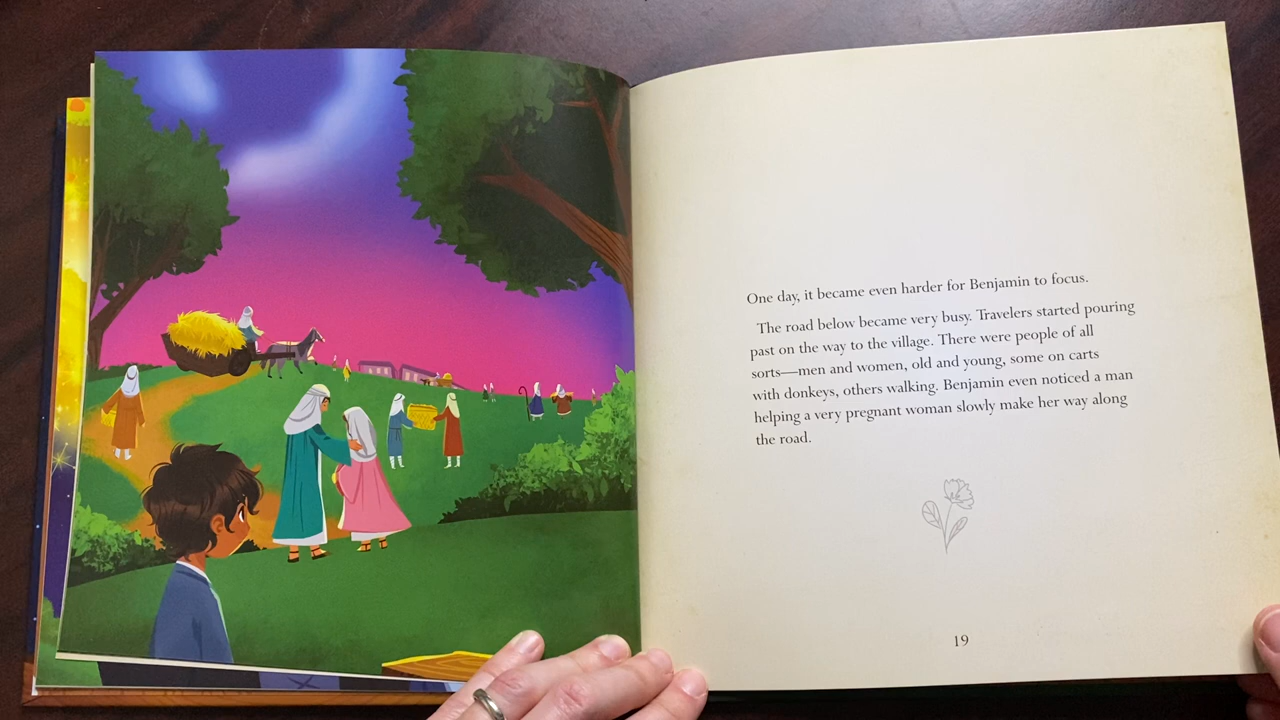 One day, it became even harder for Benjamin to focus.
The road below became very busy. Travelers started pouring
past on the way to the village. There were people of all
sorts—men and women, old and young, some on carts
with donkeys, others walking. Benjamin even noticed a man
helping a very pregnant woman slowly make her way along
the road.
19